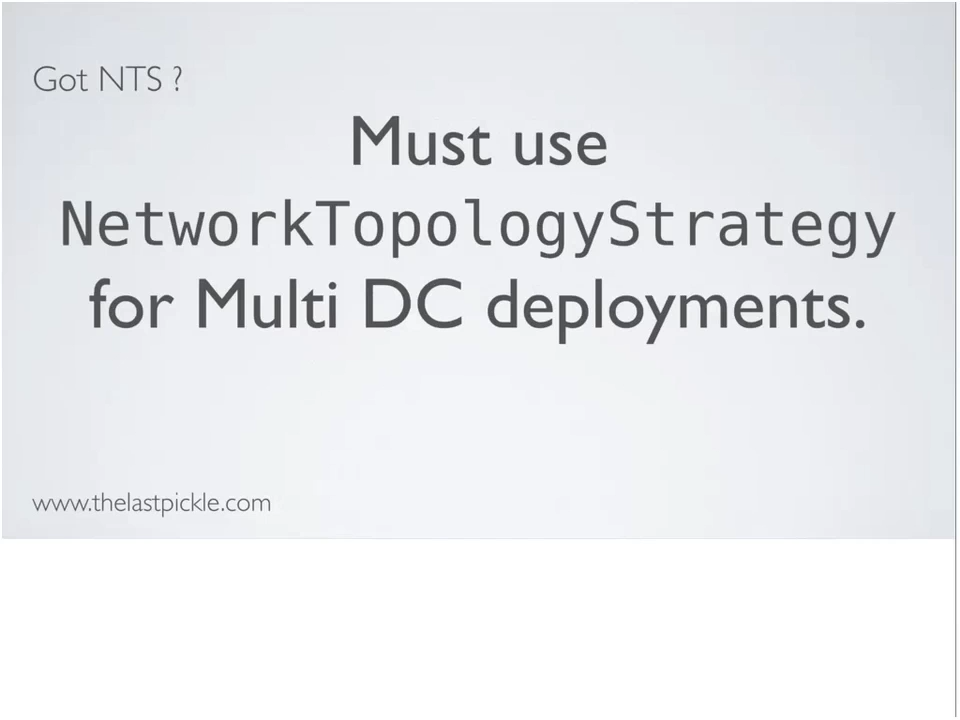 Got NTS ?
Must use
NetworkTopologyStrategy
for Multi DC deployments.
www.thelastpickle.com